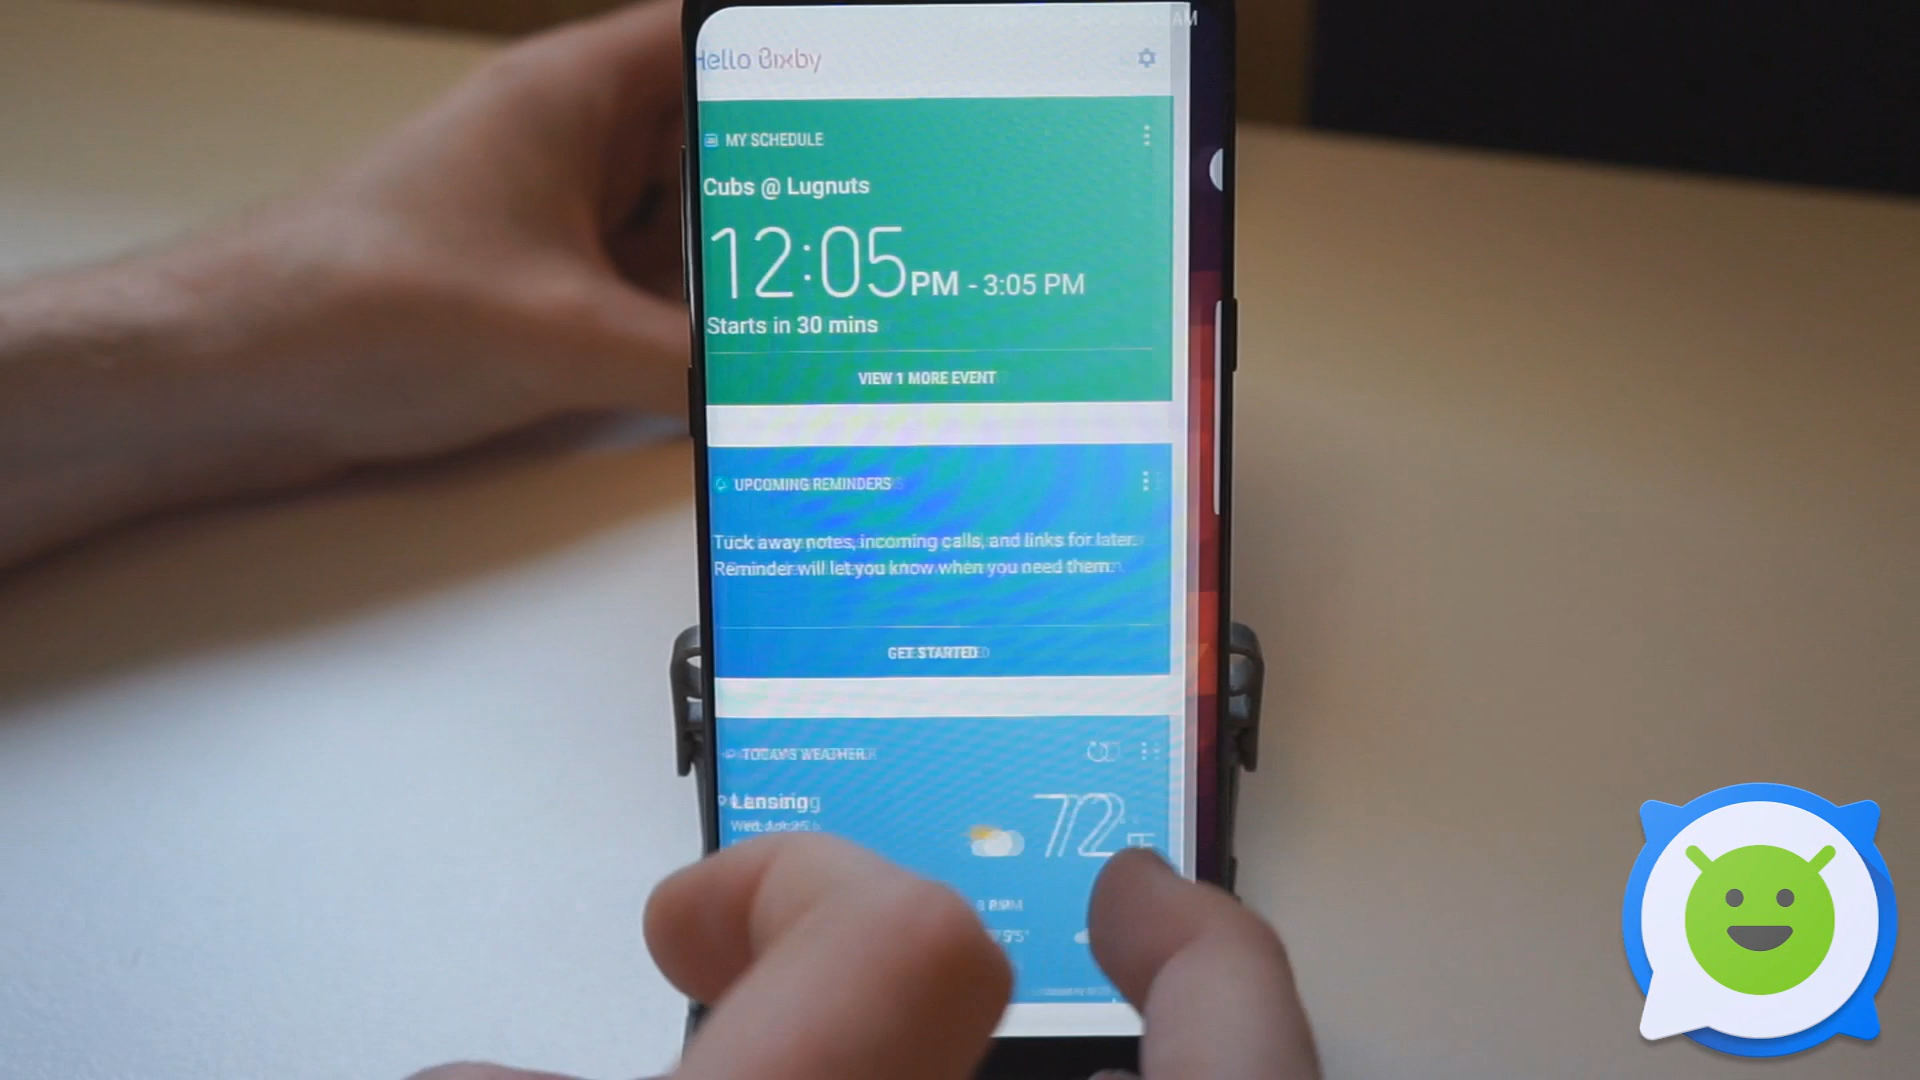 AM
Hello Bixby
MY SCHEDULE
Cubs @ Lugnuts
12:05PM - 3:05 PM
Starts in 30 mins
VIEW 1 MORE EVENT
UPCOMING REMINDERS
Tuck away notes, incoming calls, and links for later.
Reminder will let you know when you need them.
GET STARTED
TODAY'S WEATHER
Lansing
72
PM